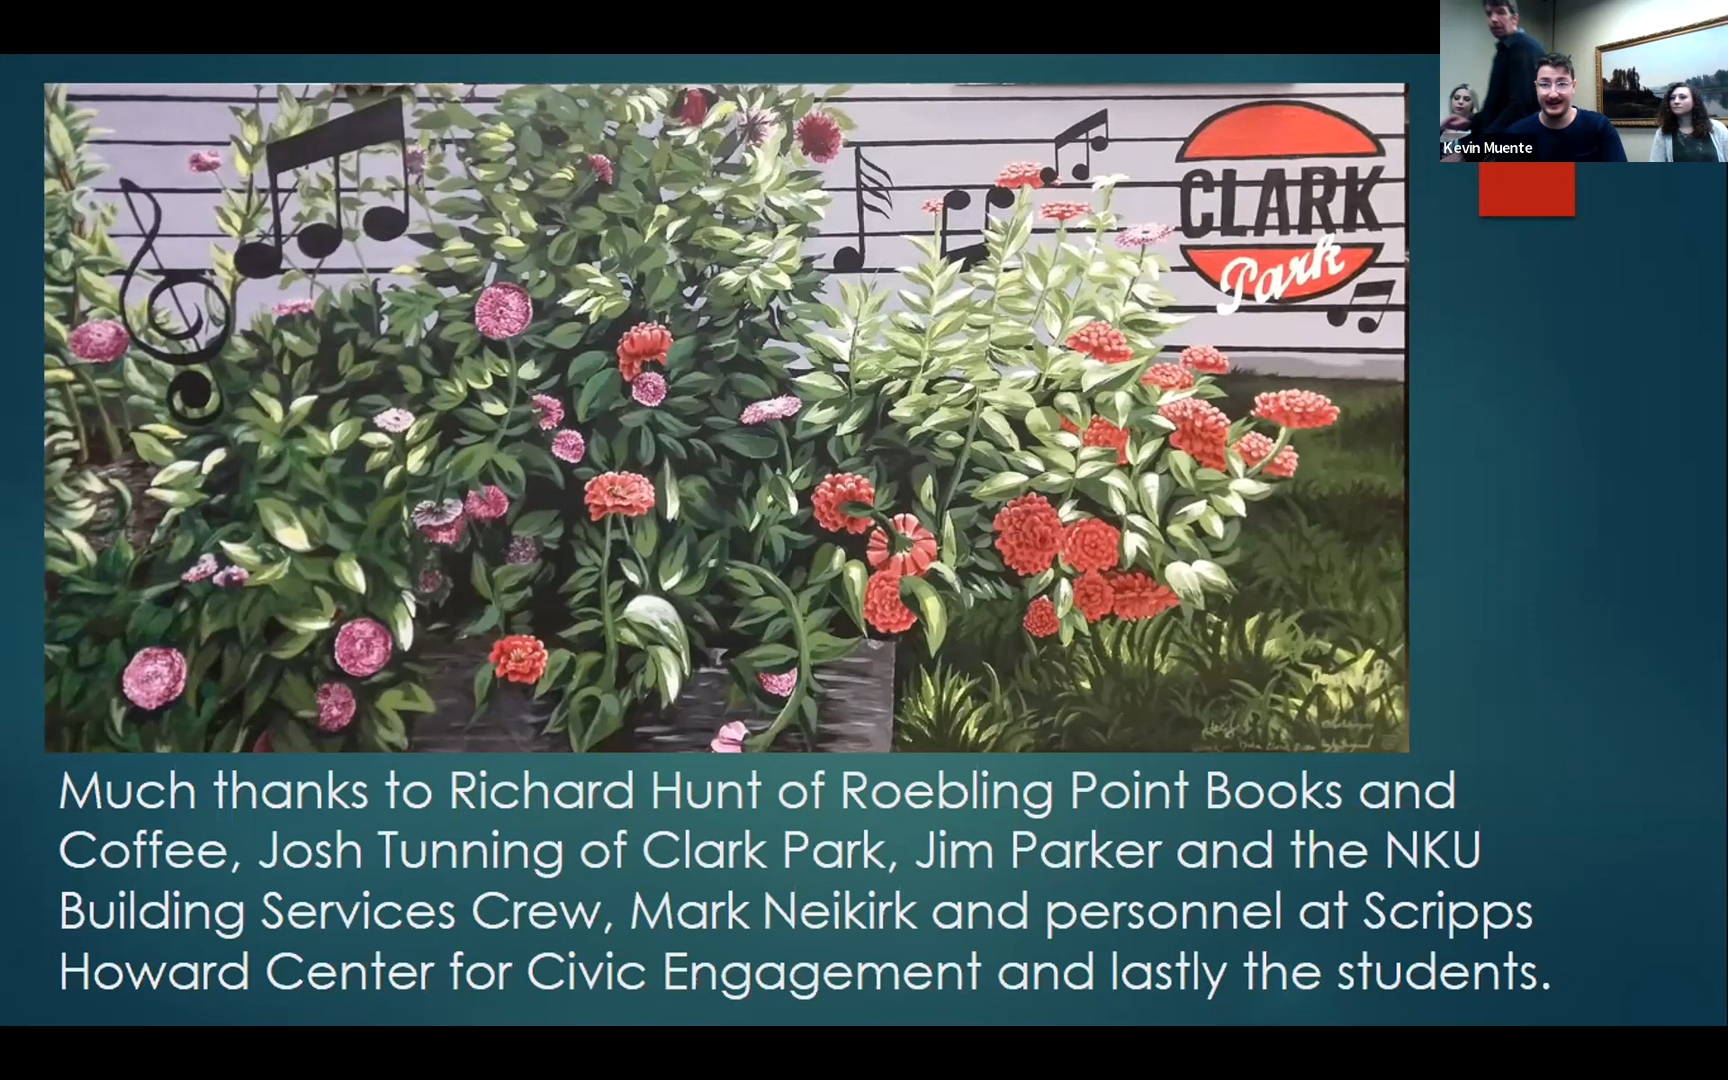 Kevin Muente
CLARK
Park
Much thanks to Richard Hunt of Roebling Point Books and
Coffee, Josh Tunning of Clark Park, Jim Parker and the NKU
Building Services Crew, Mark Neikirk and personnel at Scripps
Howard Center for Civic Engagement and lastly the students.